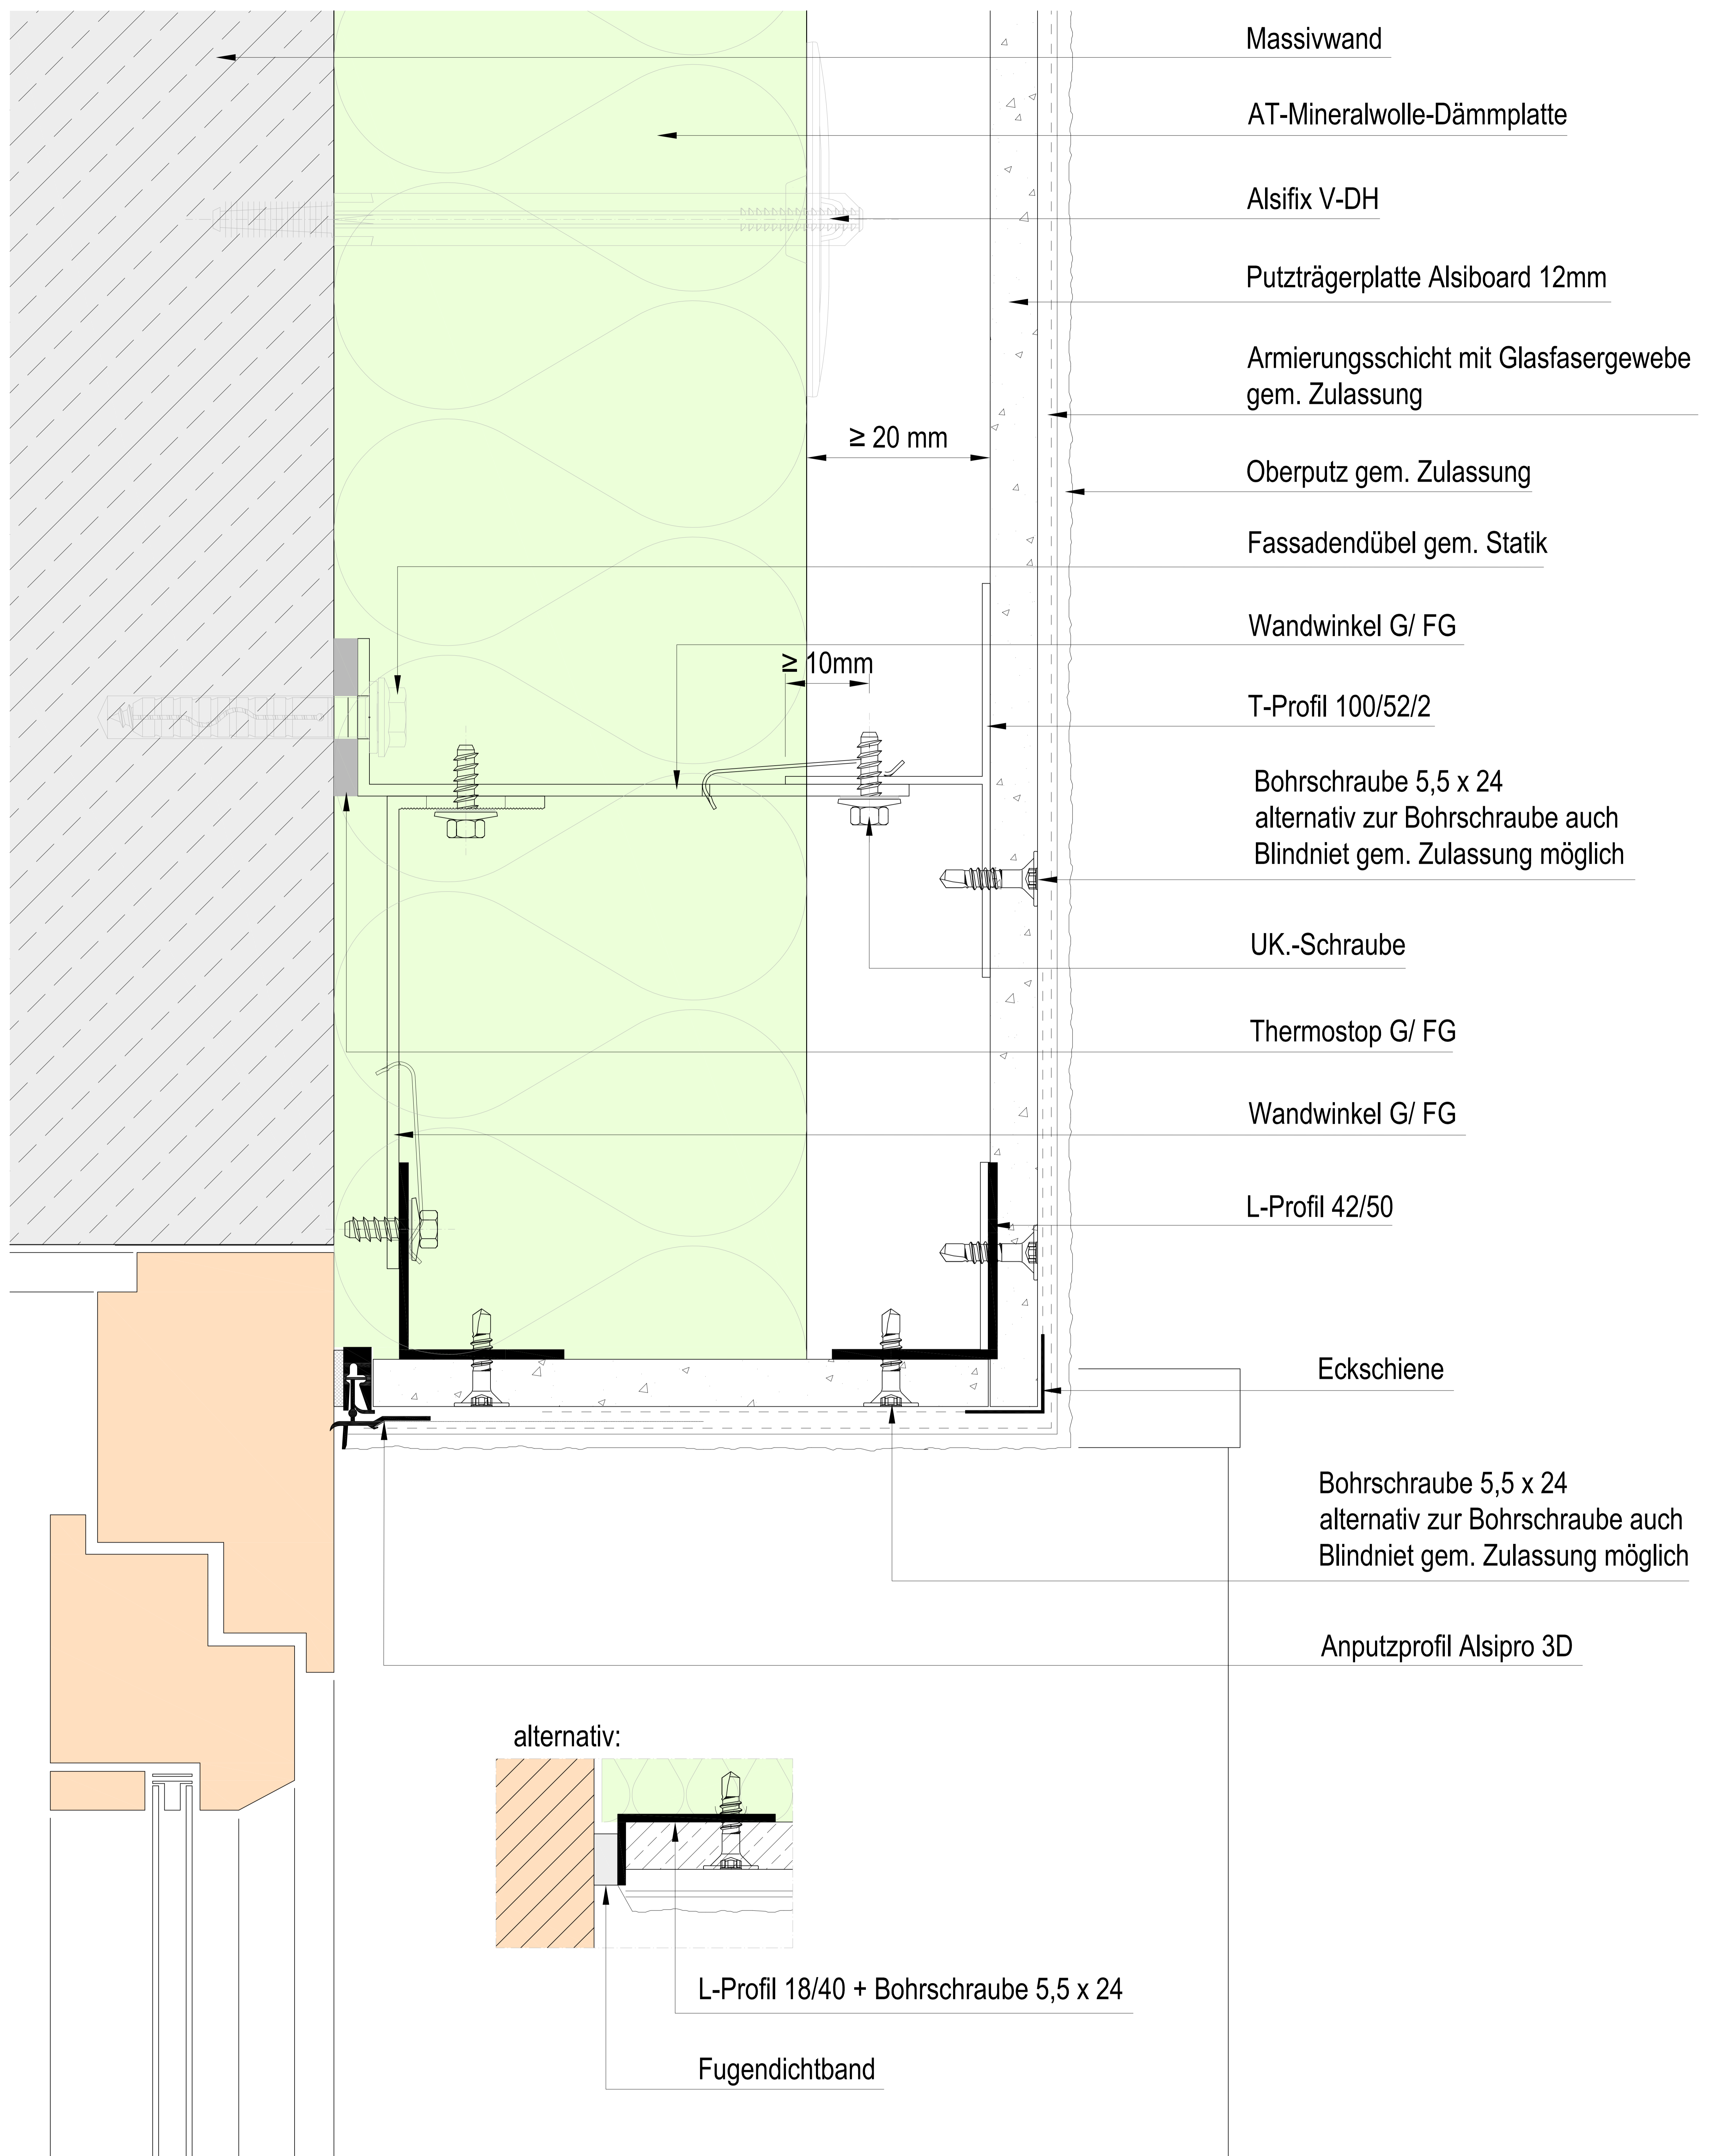 Massivwand
AT-Mineralwolle-Dämmplatte
Alsifix V-DH
Putzträgerplatte Alsiboard 12mm
Armierungsschicht mit Glasfasergewebe
gem. Zulassung
≥ 20 mm
Oberputz gem. Zulassung
Fassadendübel gem. Statik
Wandwinkel G/ FG
≥ 10mm
T-Profil 100/52/2
Bohrschraube 5,5 x 24
alternativ zur Bohrschraube auch
Blindniet gem. Zulassung möglich
UK.-Schraube
Thermostop G/ FG
Wandwinkel G/ FG
L-Profil 42/50
Eckschiene
Bohrschraube 5,5 x 24
alternativ zur Bohrschraube auch
Blindniet gem. Zulassung möglich
Anputzprofil Alsipro 3D
alternativ:
L-Profil 18/40 + Bohrschraube 5,5 x 24
Fugendichtband